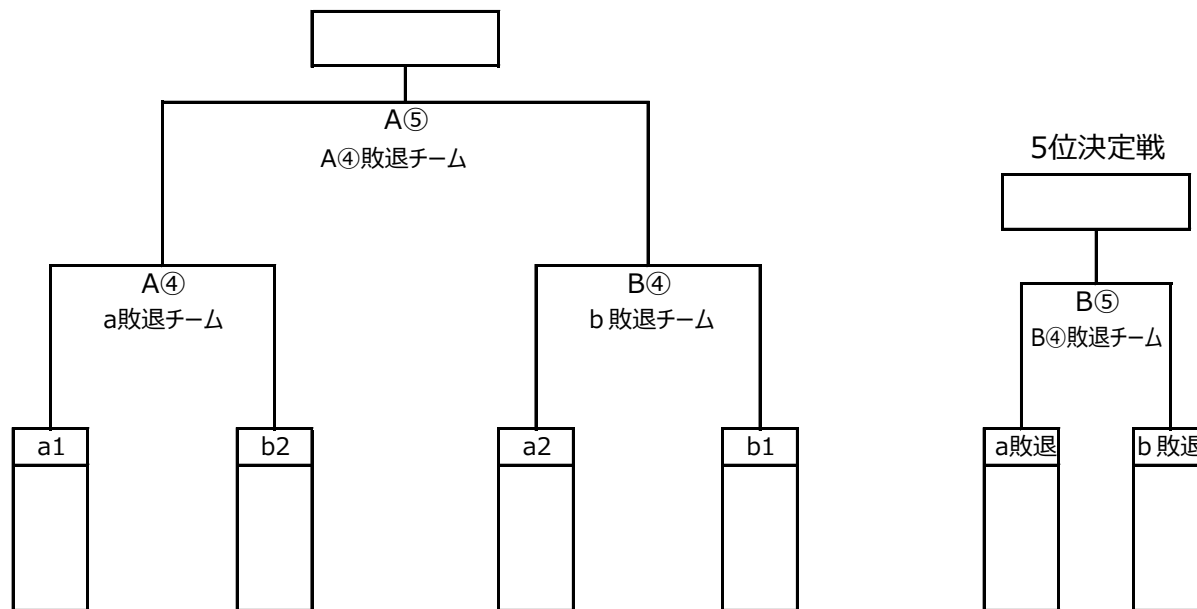 A⑤
A④敗退チーム
5位決定戦
A④
a敗退チーム
B④
b 敗退チーム
B⑤
B④敗退チーム
a1
b2
a2
b1
a敗退
b 敗退